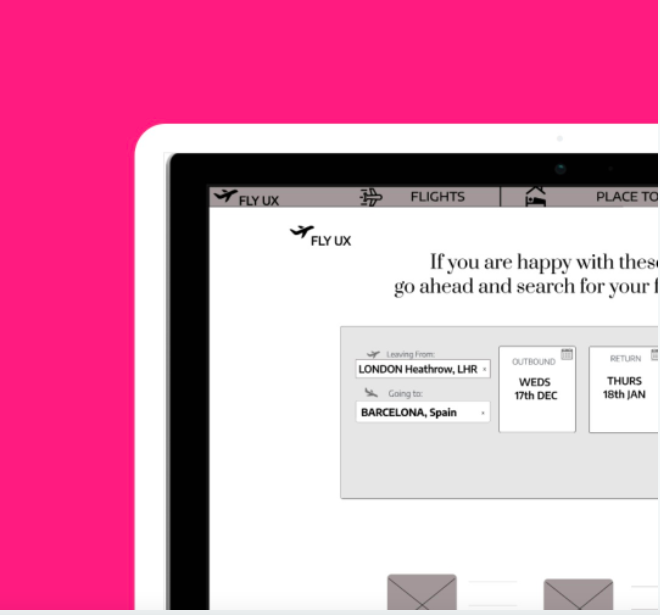 FLY UX FLIGHTS PLACE TO
FLY UX
If you are happy with thes
go ahead and search for your f
Leaving From:
LONDON Heathrow, LHR
Going to:
BARCELONA, Spain
OUTBOUND
WEDS
17th DEC
RETURN
THURS
18th JAN